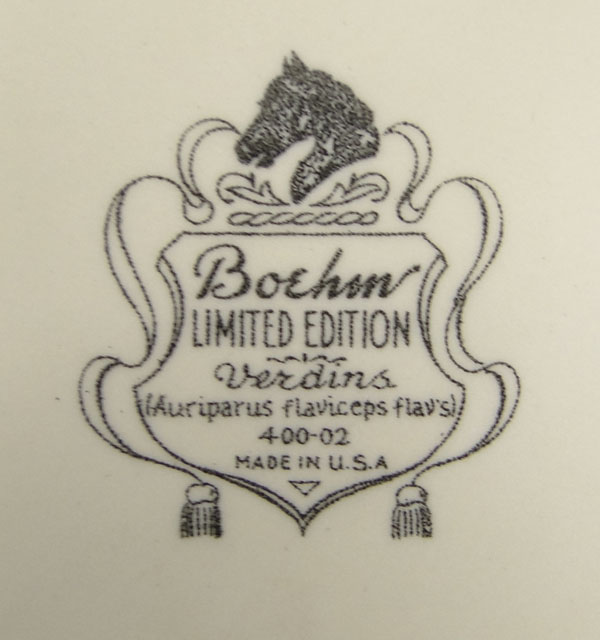 Boehm
LIMITED EDITION
Verdins
(Auriparus flaviceps flav's)
400-02
MADE IN U.S.A